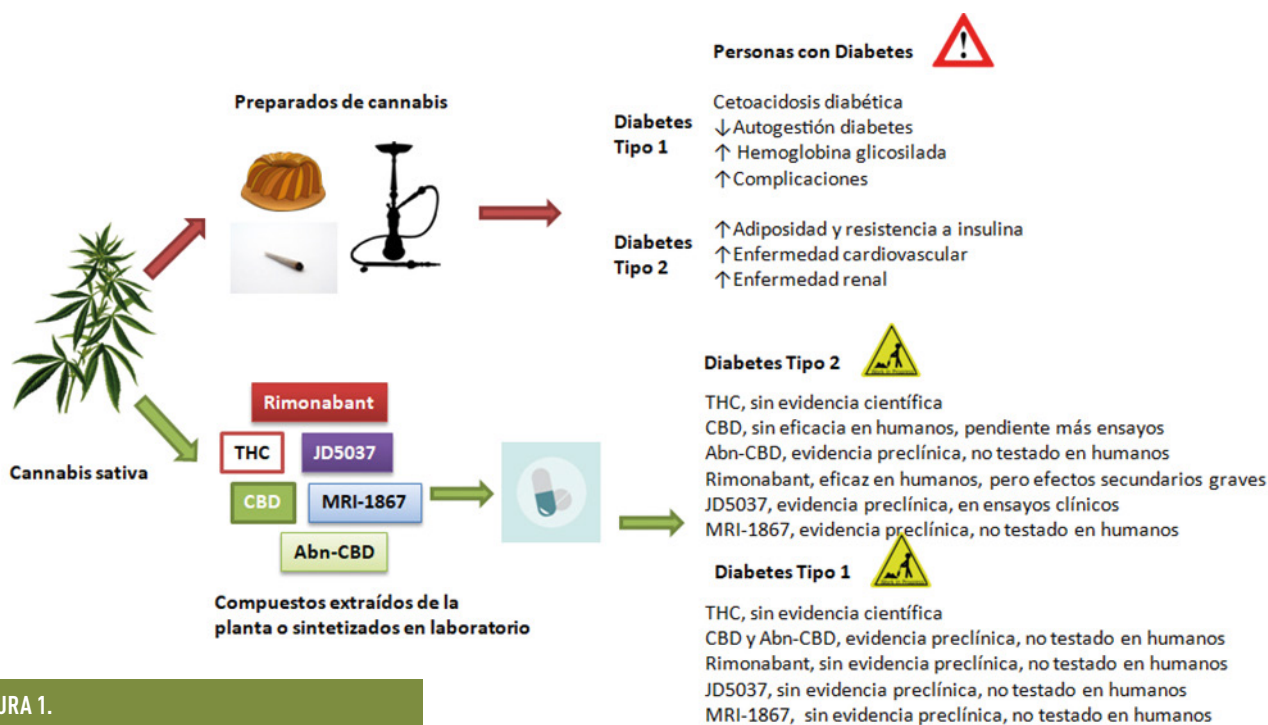 Personas con Diabetes
Preparados de cannabis
Diabetes
Tipo 1
Cetoacidosis diabética
↓Autogestión diabetes
↑ Hemoglobina glicosilada
↑Complicaciones
Diabetes
Tipo 2
↑Adiposidad y resistencia a insulina
↑Enfermedad cardiovascular
↑Enfermedad renal
Cannabis sativa
Rimonabant
THC
JD5037
CBD
MRI-1867
Abn-CBD
Compuestos extraídos de la
planta o sintetizados en laboratorio
Diabetes Tipo 2
THC, sin evidencia científica
CBD, sin eficacia en humanos, pendiente más ensayos
Abn-CBD, evidencia preclínica, no testado en humanos
Rimonabant, eficaz en humanos, pero efectos secundarios graves
JD5037, evidencia preclínica, en ensayos clínicos
MRI-1867, evidencia preclínica, no testado en humanos
Diabetes Tipo 1
THC, sin evidencia científica
CBD y Abn-CBD, evidencia preclínica, no testado en humanos
Rimonabant, sin evidencia preclínica, no testado en humanos
JD5037, sin evidencia preclínica, no testado en humanos
MRI-1867, sin evidencia preclínica, no testado en humanos
URA 1.